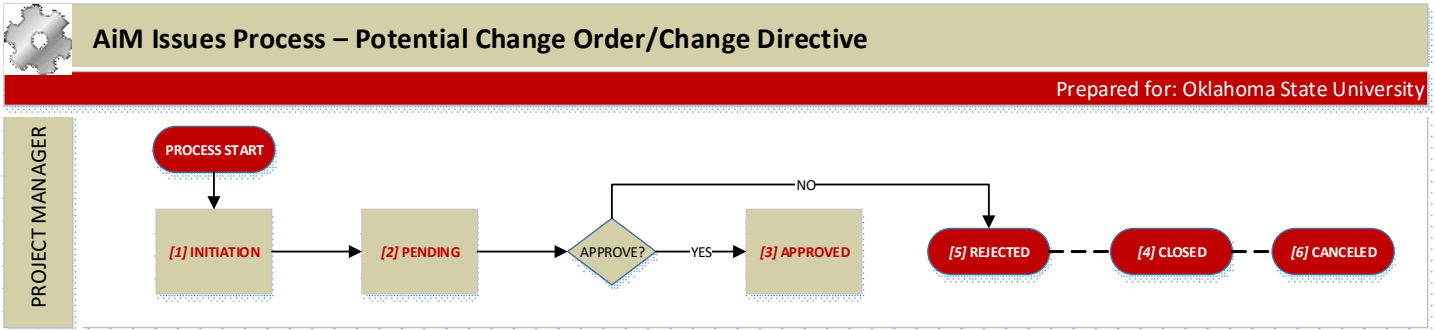 AiM Issues Process – Potential Change Order/Change Directive
Prepared for: Oklahoma State University
PROJECT MANAGER
PROCESS START
NO
[1] INITIATION
[2] PENDING
APPROVE?
YES
[3] APPROVED
[5] REJECTED
[4] CLOSED
[6] CANCELED